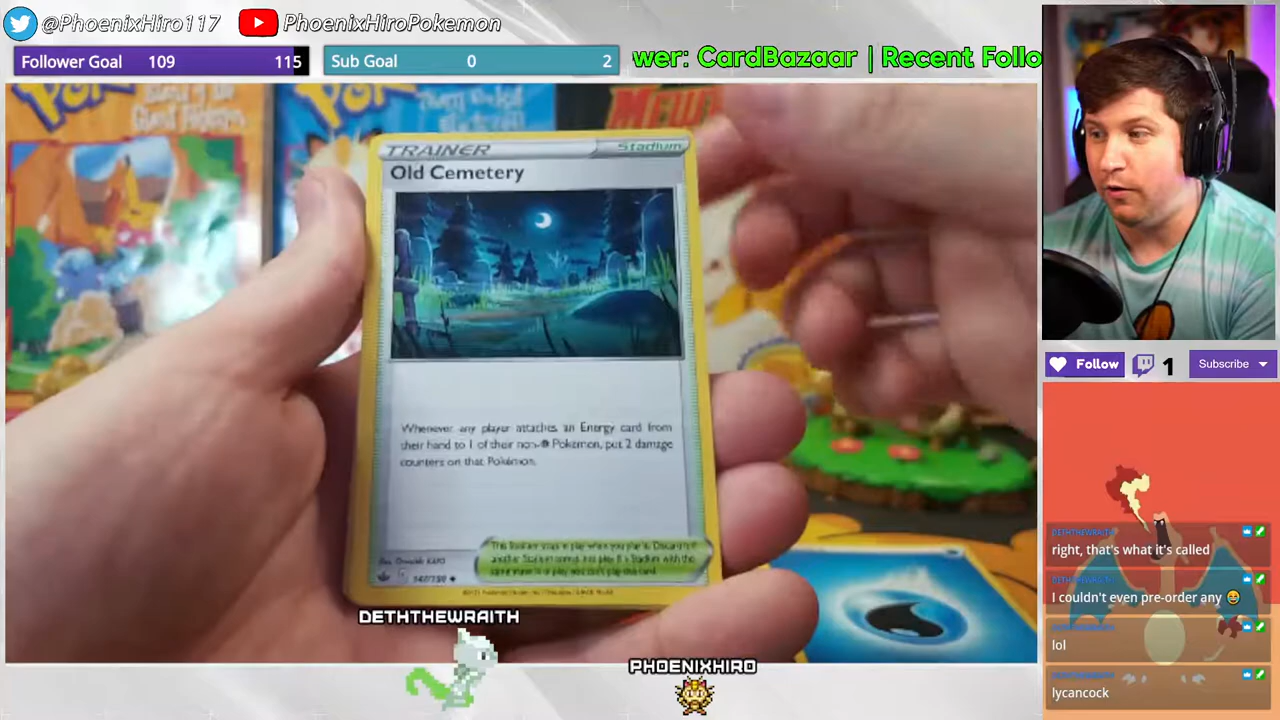 @PhoenixHiro117 PhoenixHiroPokemon
Follower Goal 109 115 Sub Goal 0 2 wer: CardBazaar | Recent Follo
TRAINER Stadium
Old Cemetery
Whenever any player attaches an Energy card from
their hand to 1 of their non- Pokémon, put 2 damage
counters on that Pokémon.
DETHTHEWRAITH
PHOENIXHIRO
Follow 1 Subscribe
DETHTHEWRAITH
right, that's what it's called
DETHTHEWRAITH
I couldn't even pre-order any 😅
lol
lycancock